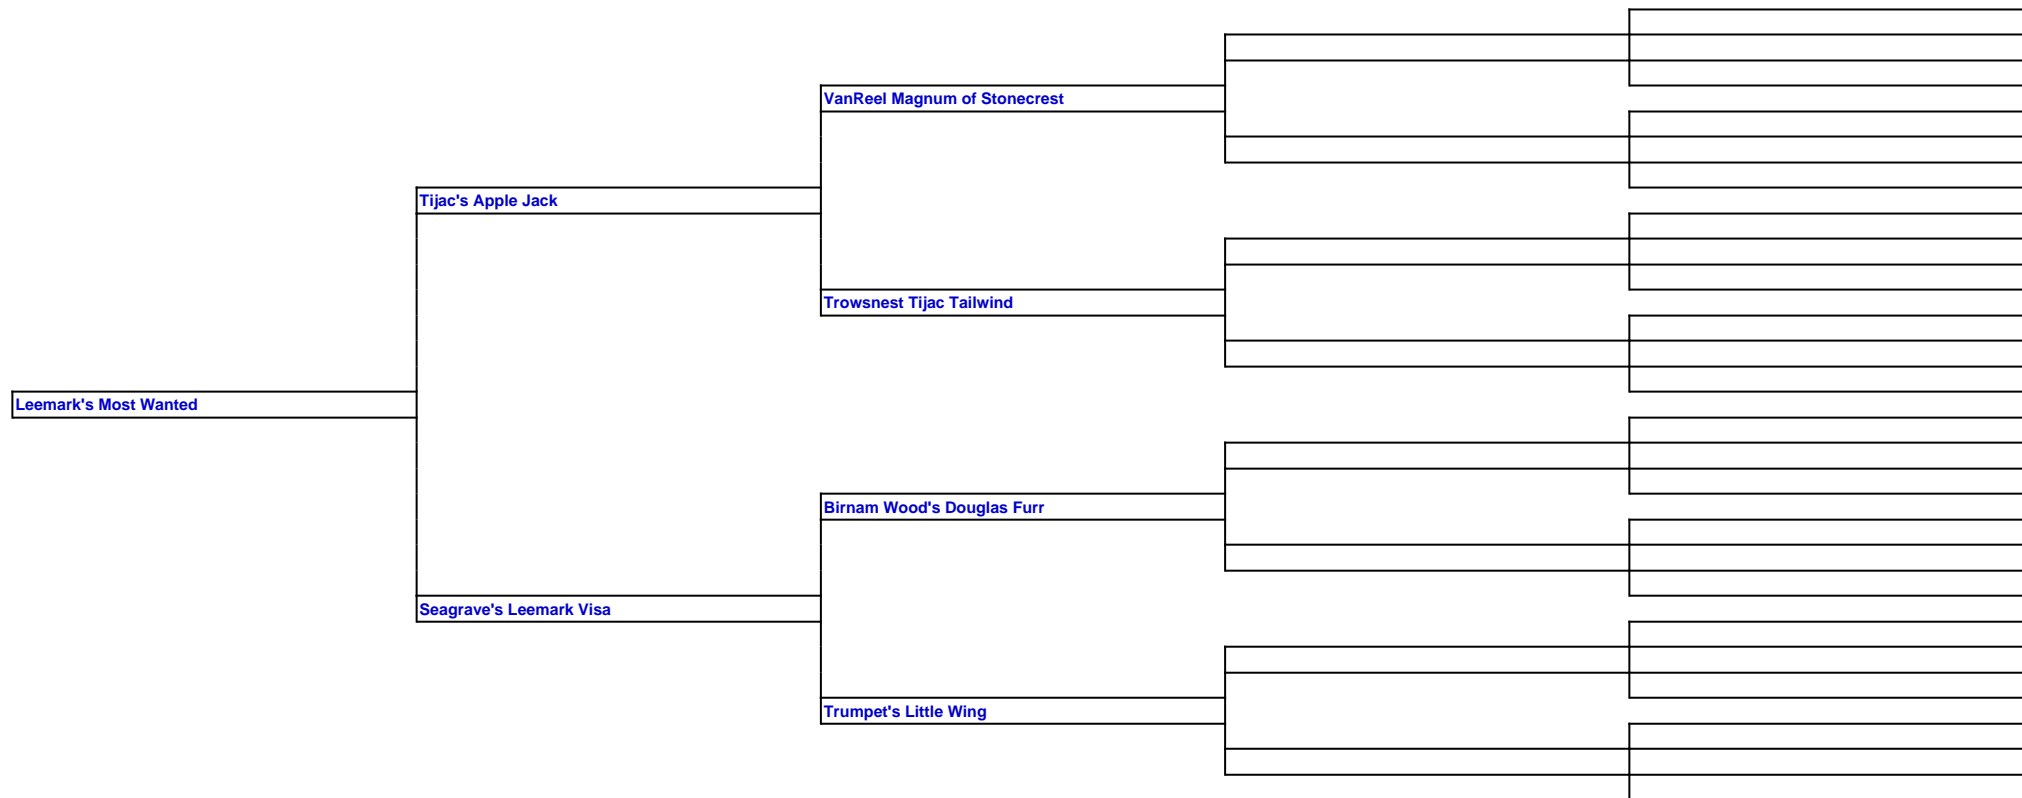 VanReel Magnum of Stonecrest
Tijac's Apple Jack
Trowsnest Tijac Tailwind
Leemark's Most Wanted
Birnam Wood's Douglas Furr
Seagrave's Leemark Visa
Trumpet's Little Wing